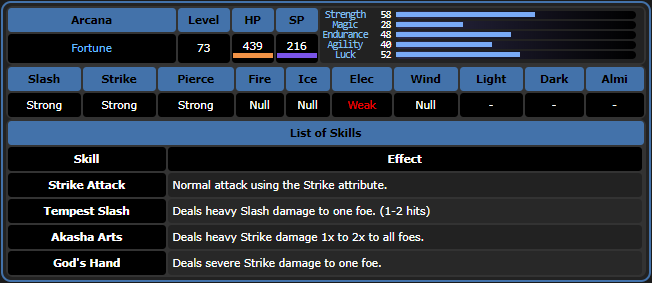 Arcana Level HP SP
Fortune 73 439 216
Strength 58
Magic 28
Endurance 48
Agility 40
Luck 52
Slash Strike Pierce Fire Ice Elec Wind Light Dark Almi
Strong Strong Strong Null Null Weak Null - - -
List of Skills
Skill Effect
Strike Attack Normal attack using the Strike attribute.
Tempest Slash Deals heavy Slash damage to one foe. (1-2 hits)
Akasha Arts Deals heavy Strike damage 1x to 2x to all foes.
God's Hand Deals severe Strike damage to one foe.